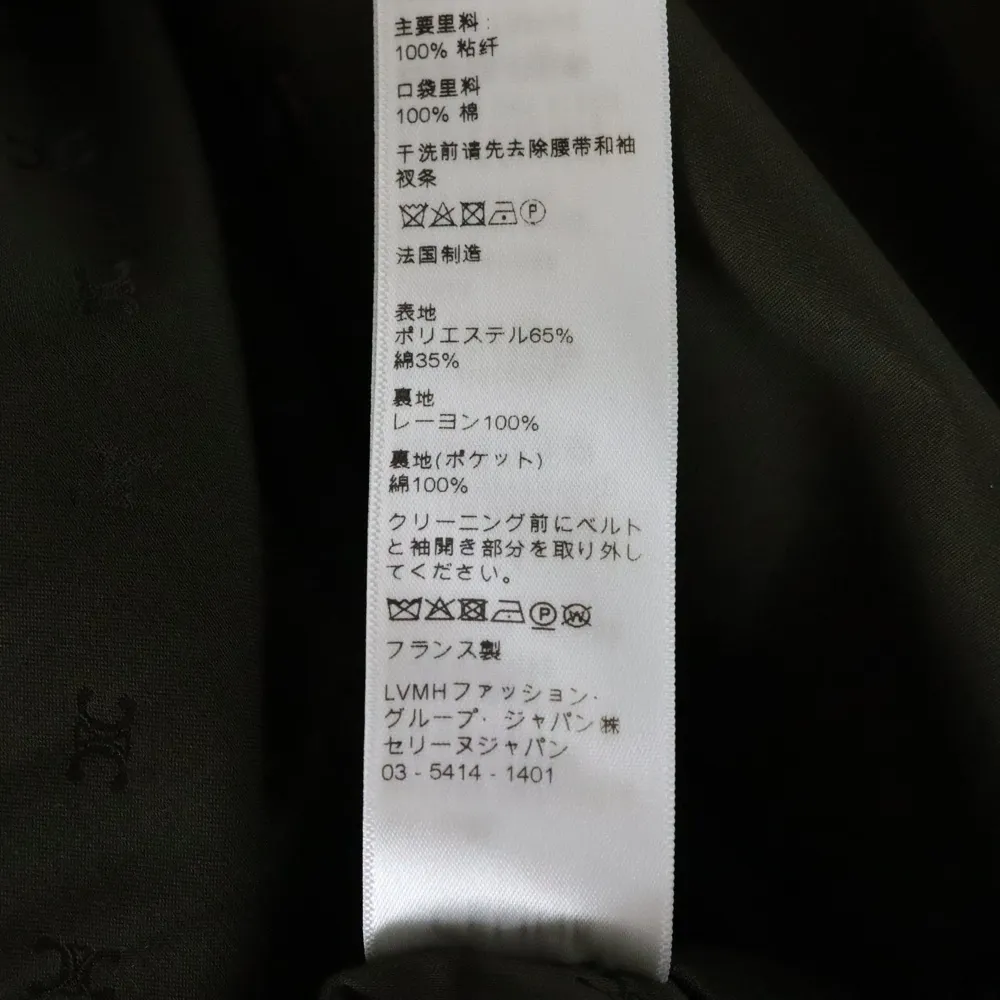 主要里料:
100% 粘纤
口袋里料
100% 棉
干洗前请先去除腰带和袖
衩条
P
法国制造
表地
ポリエステル65%
綿35%
裏地
レーヨン100%
裏地(ポケット)
綿100%
クリーニング前にベルト
と袖開き部分を取り外し
てください。
P W
フランス製
LVMHファッション・
グループ・ジャパン㈱
セリーヌジャパン
03 - 5414 - 1401